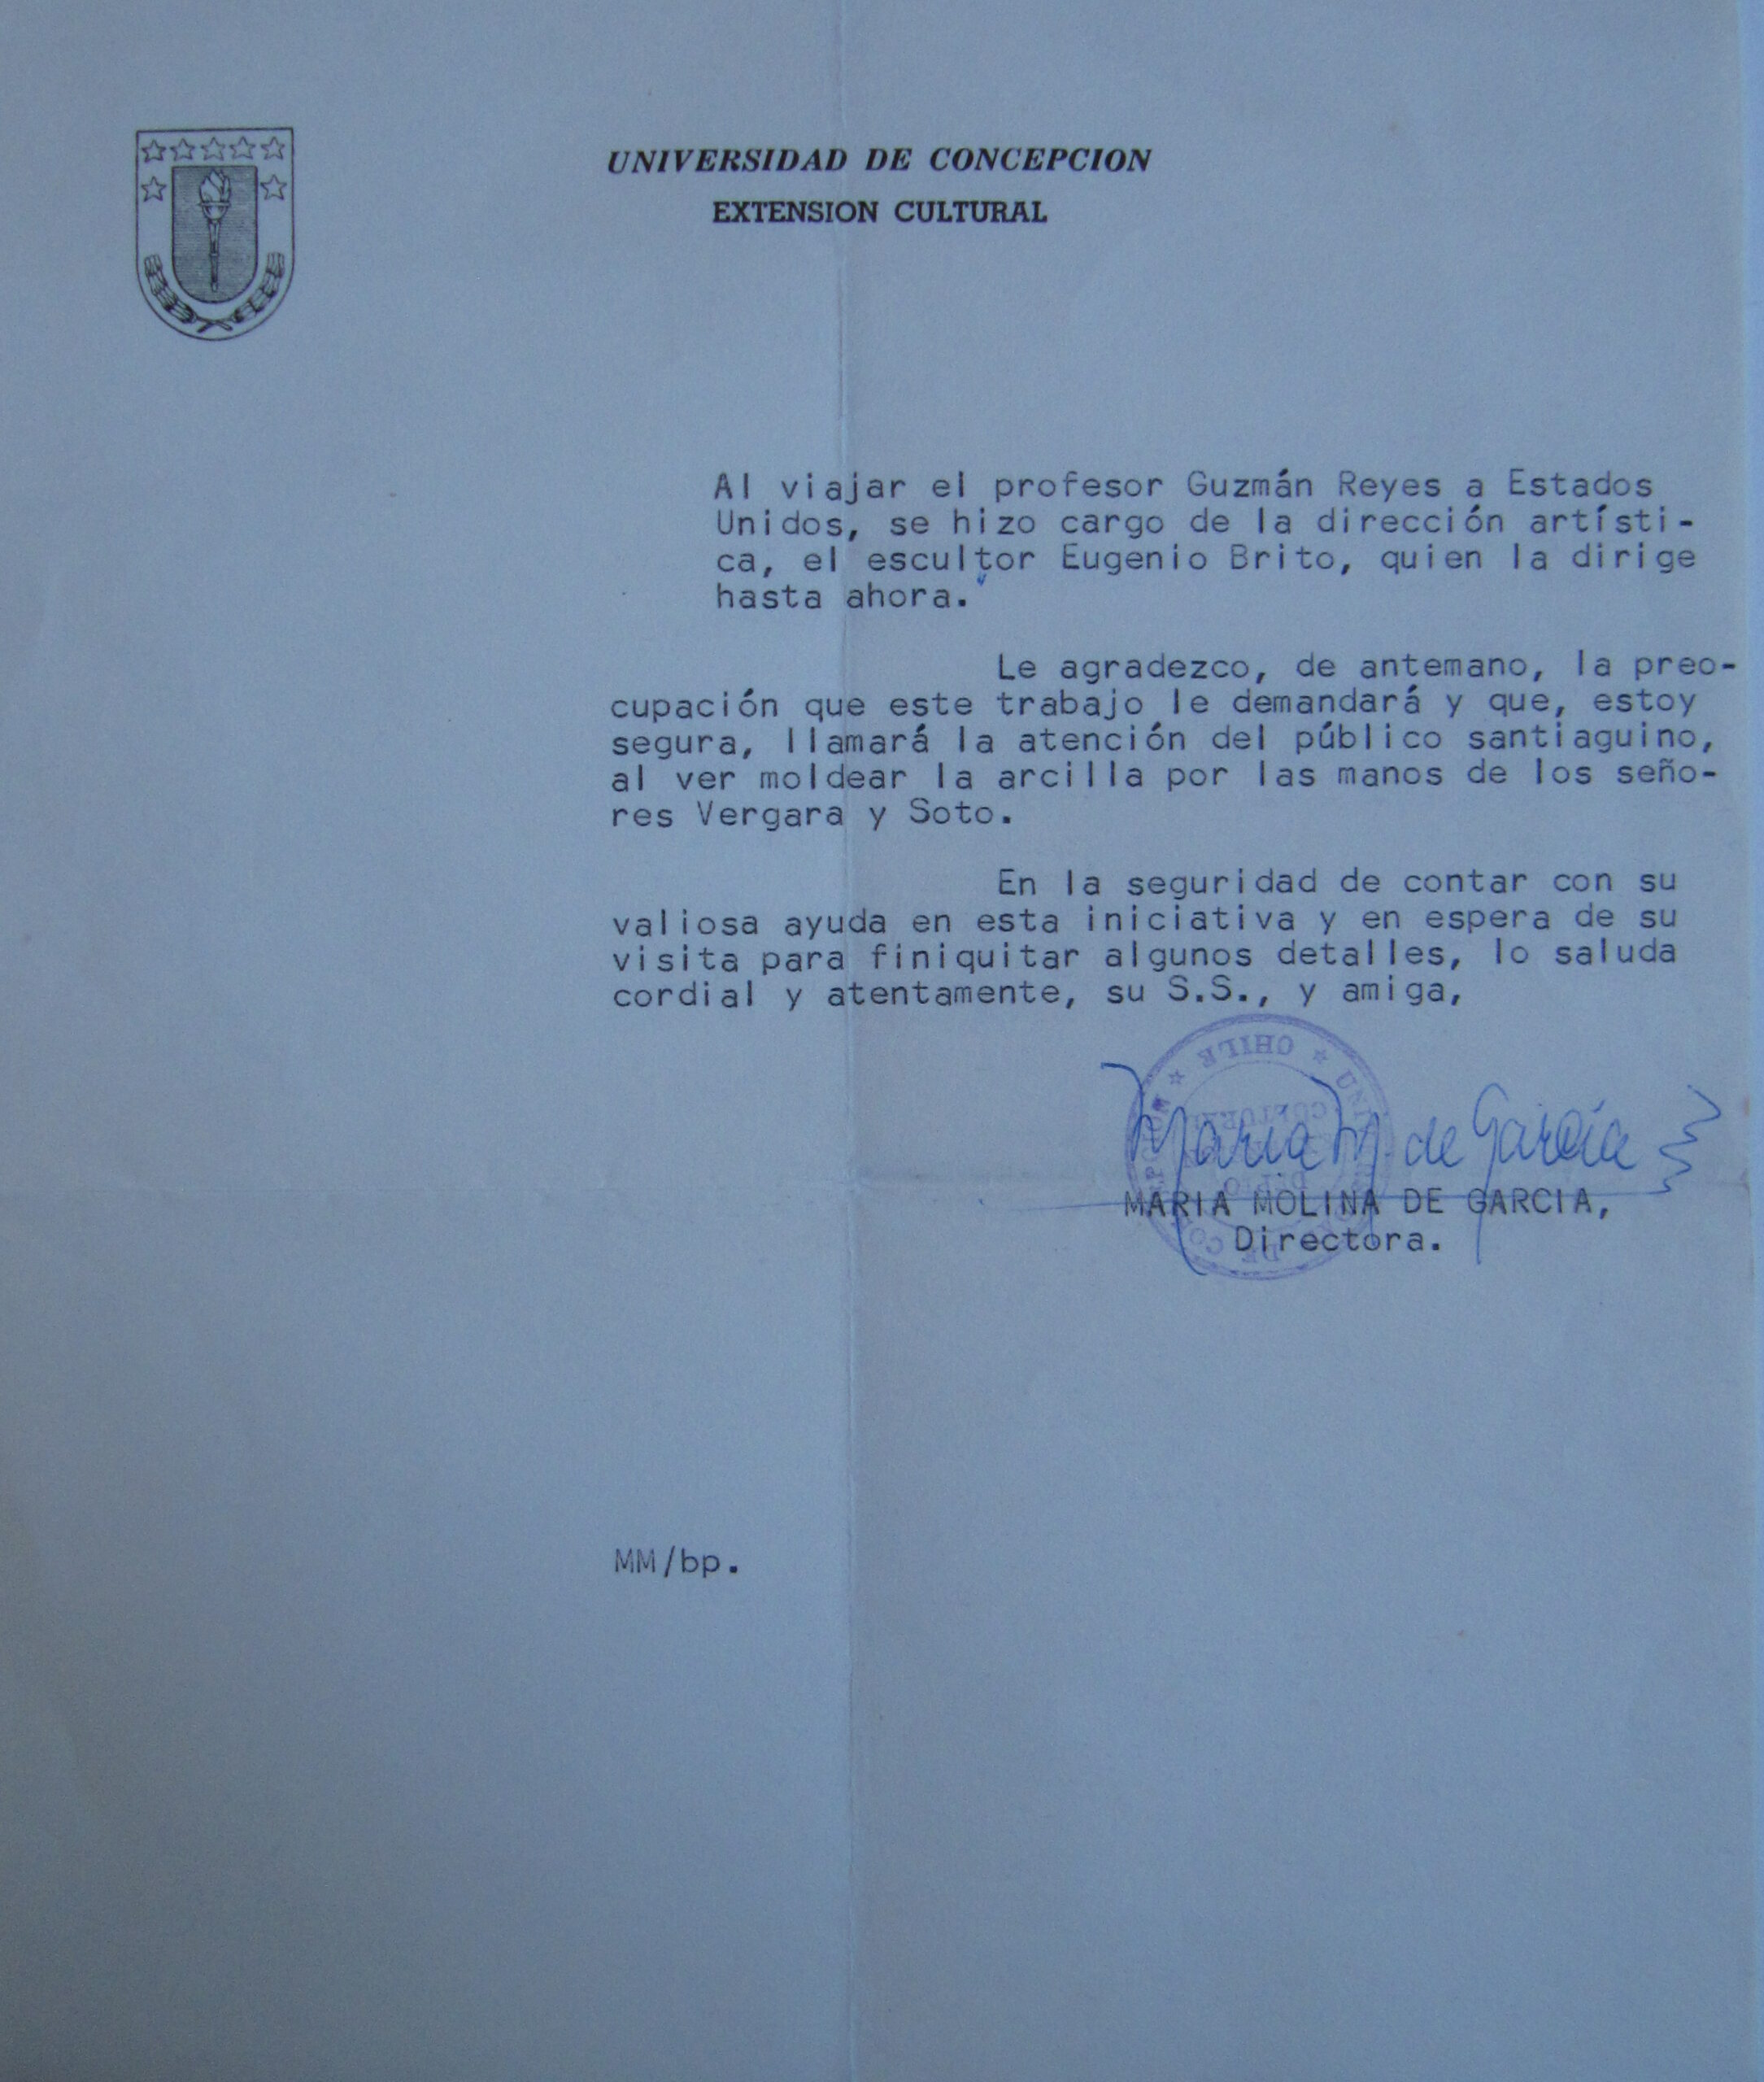 UNIVERSIDAD DE CONCEPCION
EXTENSION CULTURAL
Al viajar el profesor Guzmán Reyes a Estados
Unidos, se hizo cargo de la dirección artísti-
ca, el escultor Eugenio Brito, quien la dirige
hasta ahora."
Le agradezco, de antemano, la preo-
cupación que este trabajo le demandará y que, estoy
segura, llamará la atención del público santiaguino,
al ver moldear la arcilla por las manos de los seño-
res Vergara y Soto.
En la seguridad de contar con su
valiosa ayuda en esta iniciativa y en espera de su
visita para finiquitar algunos detalles, lo saluda
cordial y atentamente, su S.S., y amiga,
CHILE
Maria M. de García
MARIA MOLINA DE GARCIA,
Directora.
MM/bp.